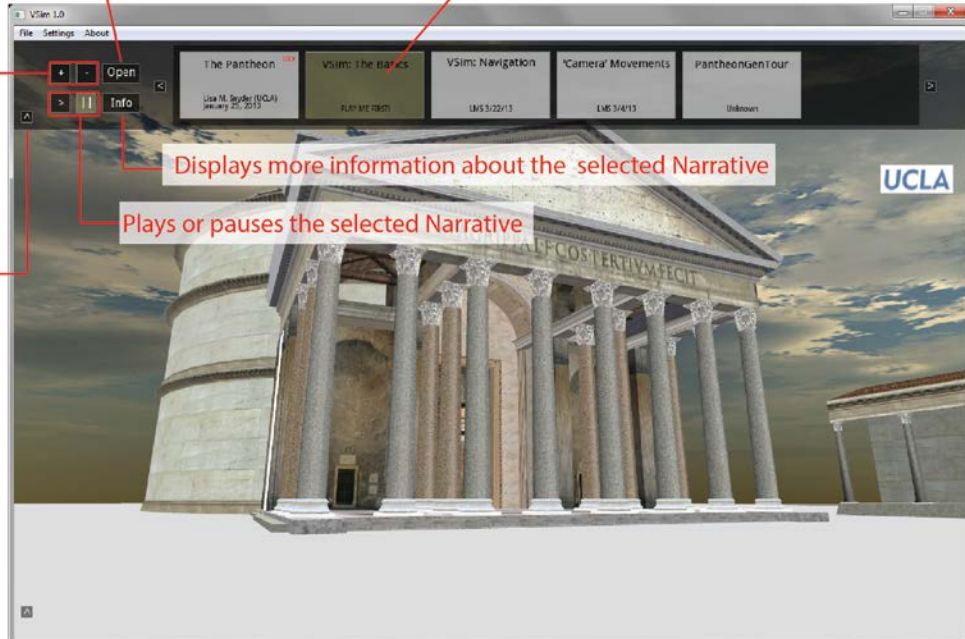 VSim 1.0
File Settings About
+ - Open
> || Info
^
<
The Pantheon
Lisa M. Snyder (UCLA)
January 25, 2013
VSim: The Basics
PLAY ME FIRST!
VSim: Navigation
LMS 3/22/13
'Camera' Movements
LMS 3/4/13
PantheonGenTour
Unknown
>
Displays more information about the selected Narrative
UCLA
Plays or pauses the selected Narrative
COSTERTIVMFECIT
^